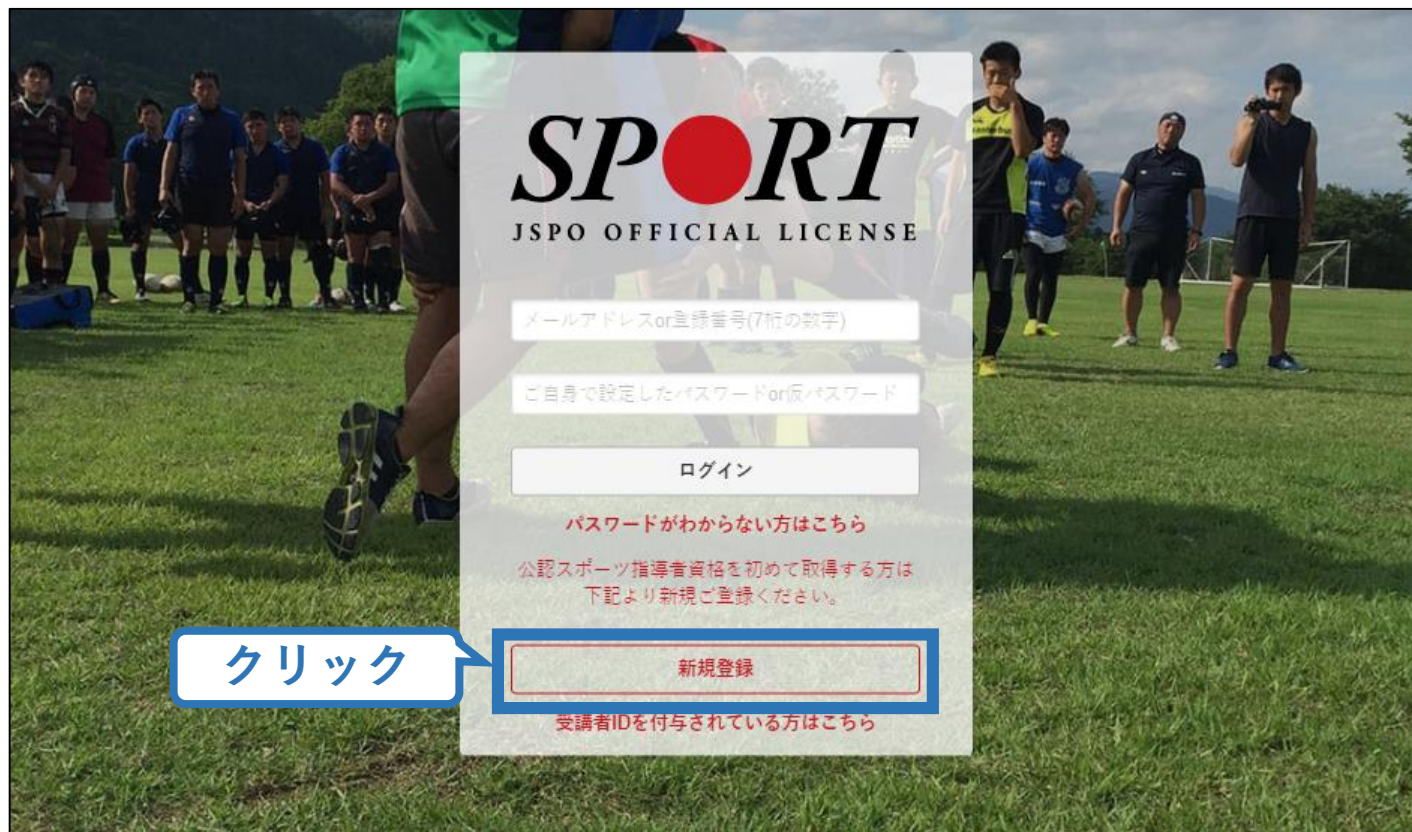 SPORT
JSPO OFFICIAL LICENSE
メールアドレスor登録番号(7桁の数字)
ご自身で設定したパスワードor仮パスワード
ログイン
パスワードがわからない方はこちら
公認スポーツ指導者資格を初めて取得する方は
下記より新規ご登録ください。
クリック
新規登録
受講者IDを付与されている方はこちら